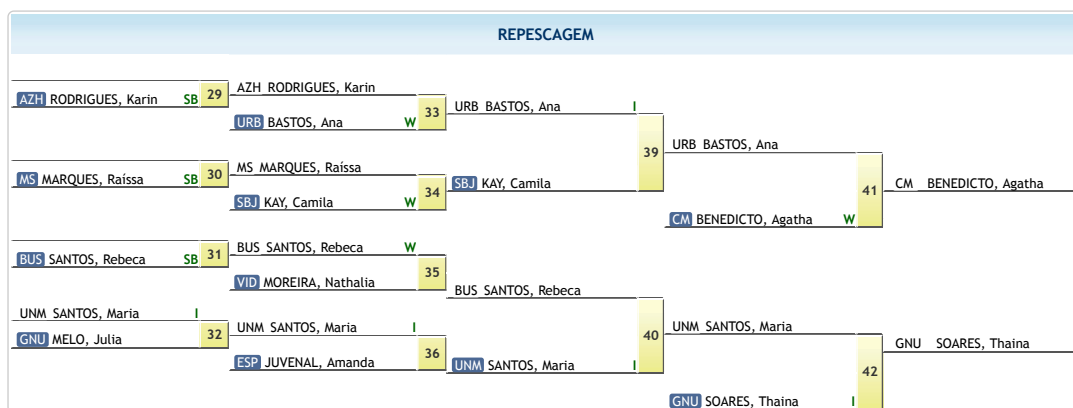 REPESCAGEM
AZH RODRIGUES, Karin
URB BASTOS, Ana I
AZH RODRIGUES, Karin SB 29
URB BASTOS, Ana W 33
URB BASTOS, Ana
39
MS MARQUES, Raíssa
CM BENEDICTO, Agatha
MS MARQUES, Raíssa SB 30
SBJ KAY, Camila
41
SBJ KAY, Camila W 34
CM BENEDICTO, Agatha W
BUS SANTOS, Rebeca W
BUS SANTOS, Rebeca SB 31
VID MOREIRA, Nathalia 35
BUS SANTOS, Rebeca
UNM SANTOS, Maria I
UNM SANTOS, Maria
UNM SANTOS, Maria I
40
GNU MELO, Julia 32
GNU SOARES, Thaina
ESP JUVENAL, Amanda 36
UNM SANTOS, Maria I
42
GNU SOARES, Thaina I